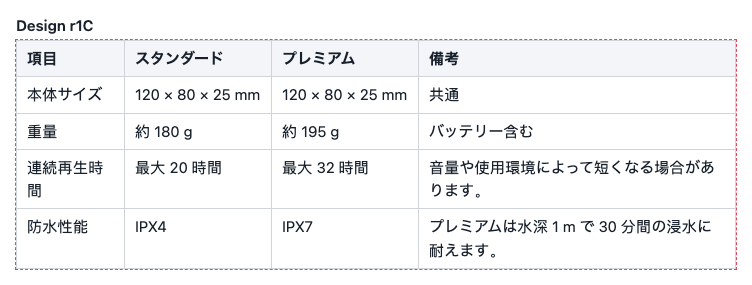 Design r1C
項目 スタンダード プレミアム 備考
本体サイズ 120 × 80 × 25 mm 120 × 80 × 25 mm 共通
重量 約 180 g 約 195 g バッテリー含む
連続再生時 最大 20 時間 最大 32 時間 音量や使用環境によって短くなる場合があ
間 ります。
防水性能 IPX4 IPX7 プレミアムは水深 1 m で 30 分間の浸水に
耐えます。